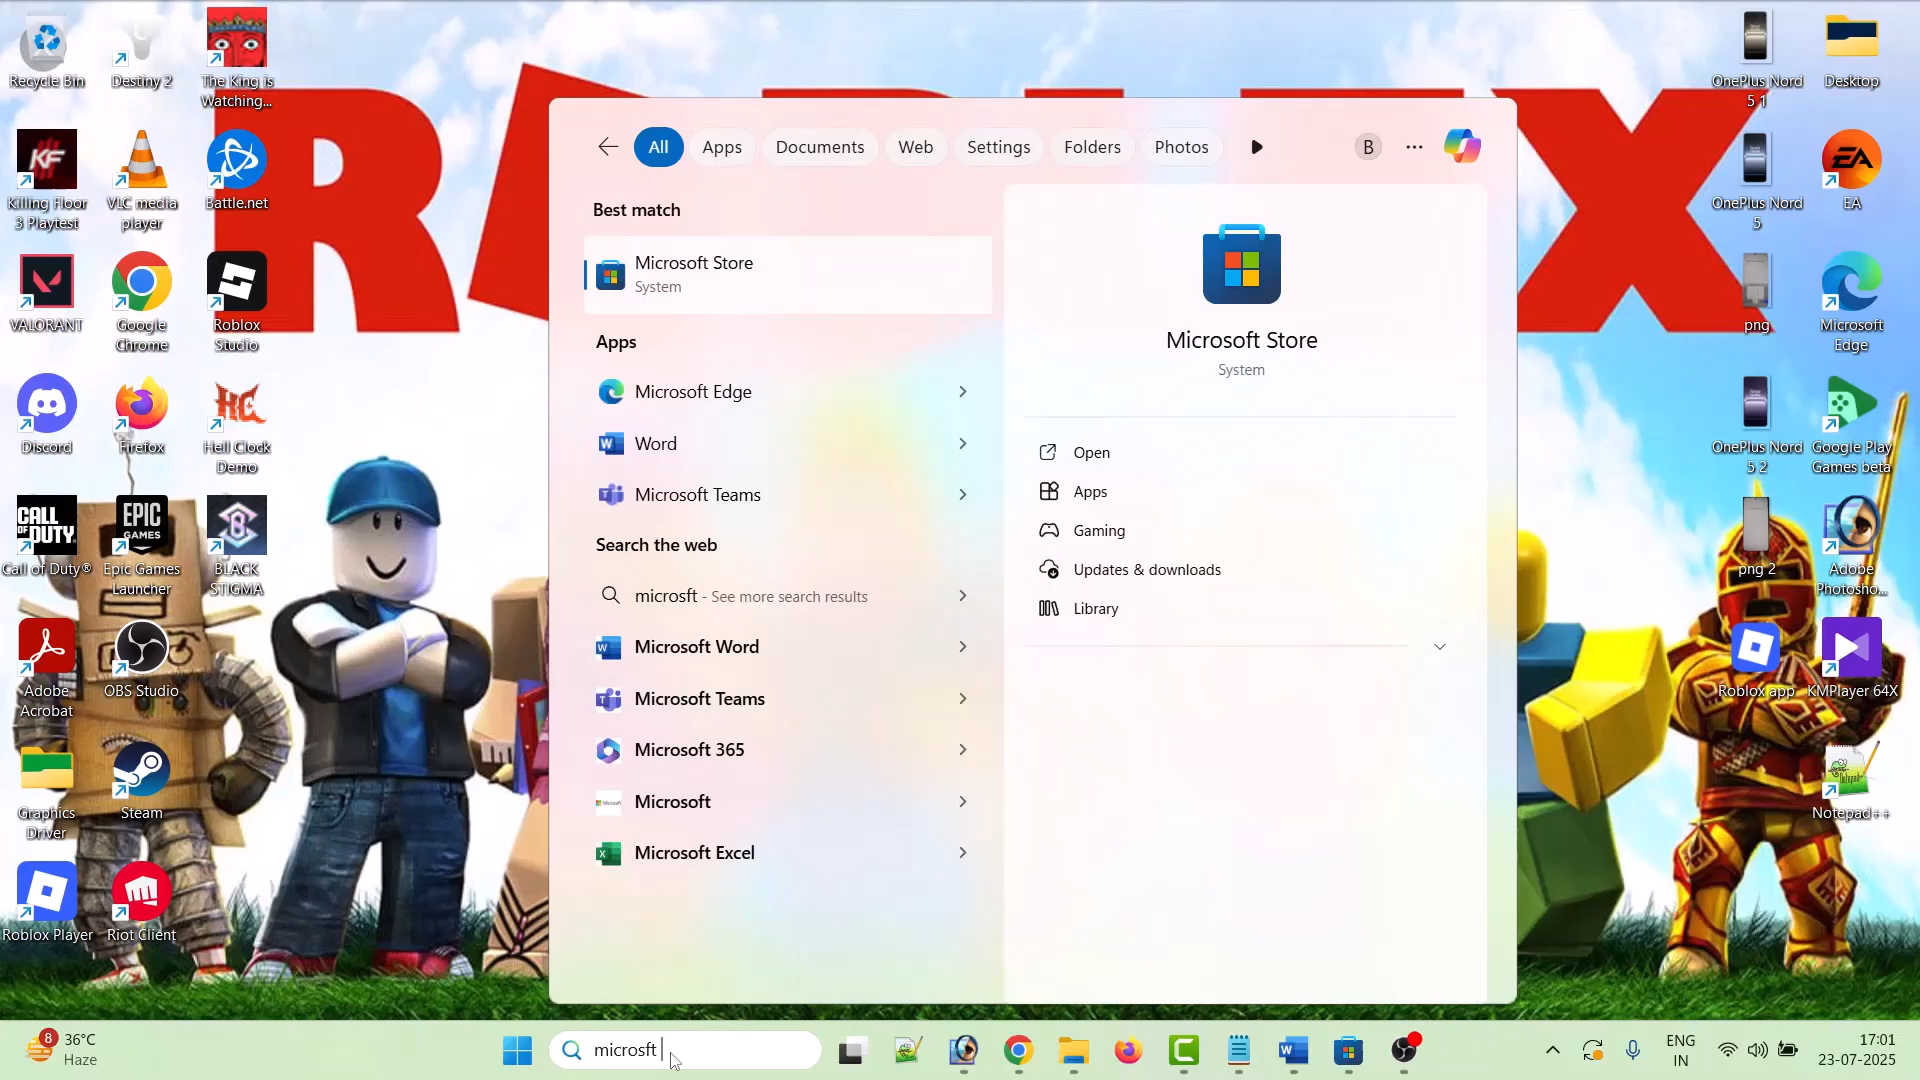 Recycle Bin
Destiny 2
The King is
Watching...
Killing Floor
3 Playtest
VLC media
player
Battle.net
VALORANT
Google
Chrome
Roblox
Studio
Discord
Firefox
Hell Clock
Demo
CALL OF DUTY
Call of Duty®
EPIC
GAMES
Epic Games
Launcher
BLACK
STIGMA
Adobe
Acrobat
OBS Studio
Graphics
Driver
Steam
Roblox Player
Riot Client
All
Apps
Documents
Web
Settings
Folders
Photos
B
Best match
Microsoft Store
System
Apps
Microsoft Edge
Word
Microsoft Teams
Search the web
microsft - See more search results
Microsoft Word
Microsoft Teams
Microsoft 365
Microsoft
Microsoft Excel
Microsoft Store
System
Open
Apps
Gaming
Updates & downloads
Library
OnePlus Nord
5 1
Desktop
OnePlus Nord
5
EA
EA
png
Microsoft
Edge
OnePlus Nord
5 2
Google Play
Games beta
png 2
Adobe
Photosho...
Roblox app
KMPlayer 64X
Notepad++
8
36°C
Haze
microsft
ENG
IN
17:01
23-07-2025